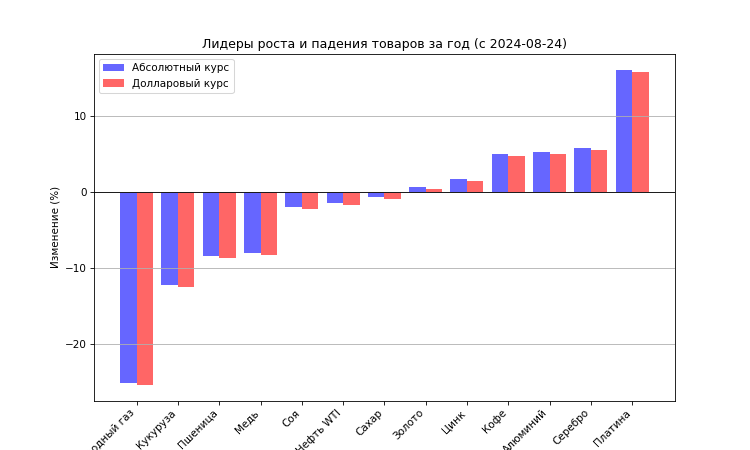 Лидеры роста и падения товаров за год (с 2024-08-24)
Абсолютный курс
Долларовый курс
Изменение (%)
10
0
−10
−20
одный газ
Кукуруза
Пшеница
Медь
Соя
Нефть WTI
Сахар
Золото
Цинк
Кофе
Алюминий
Серебро
Платина